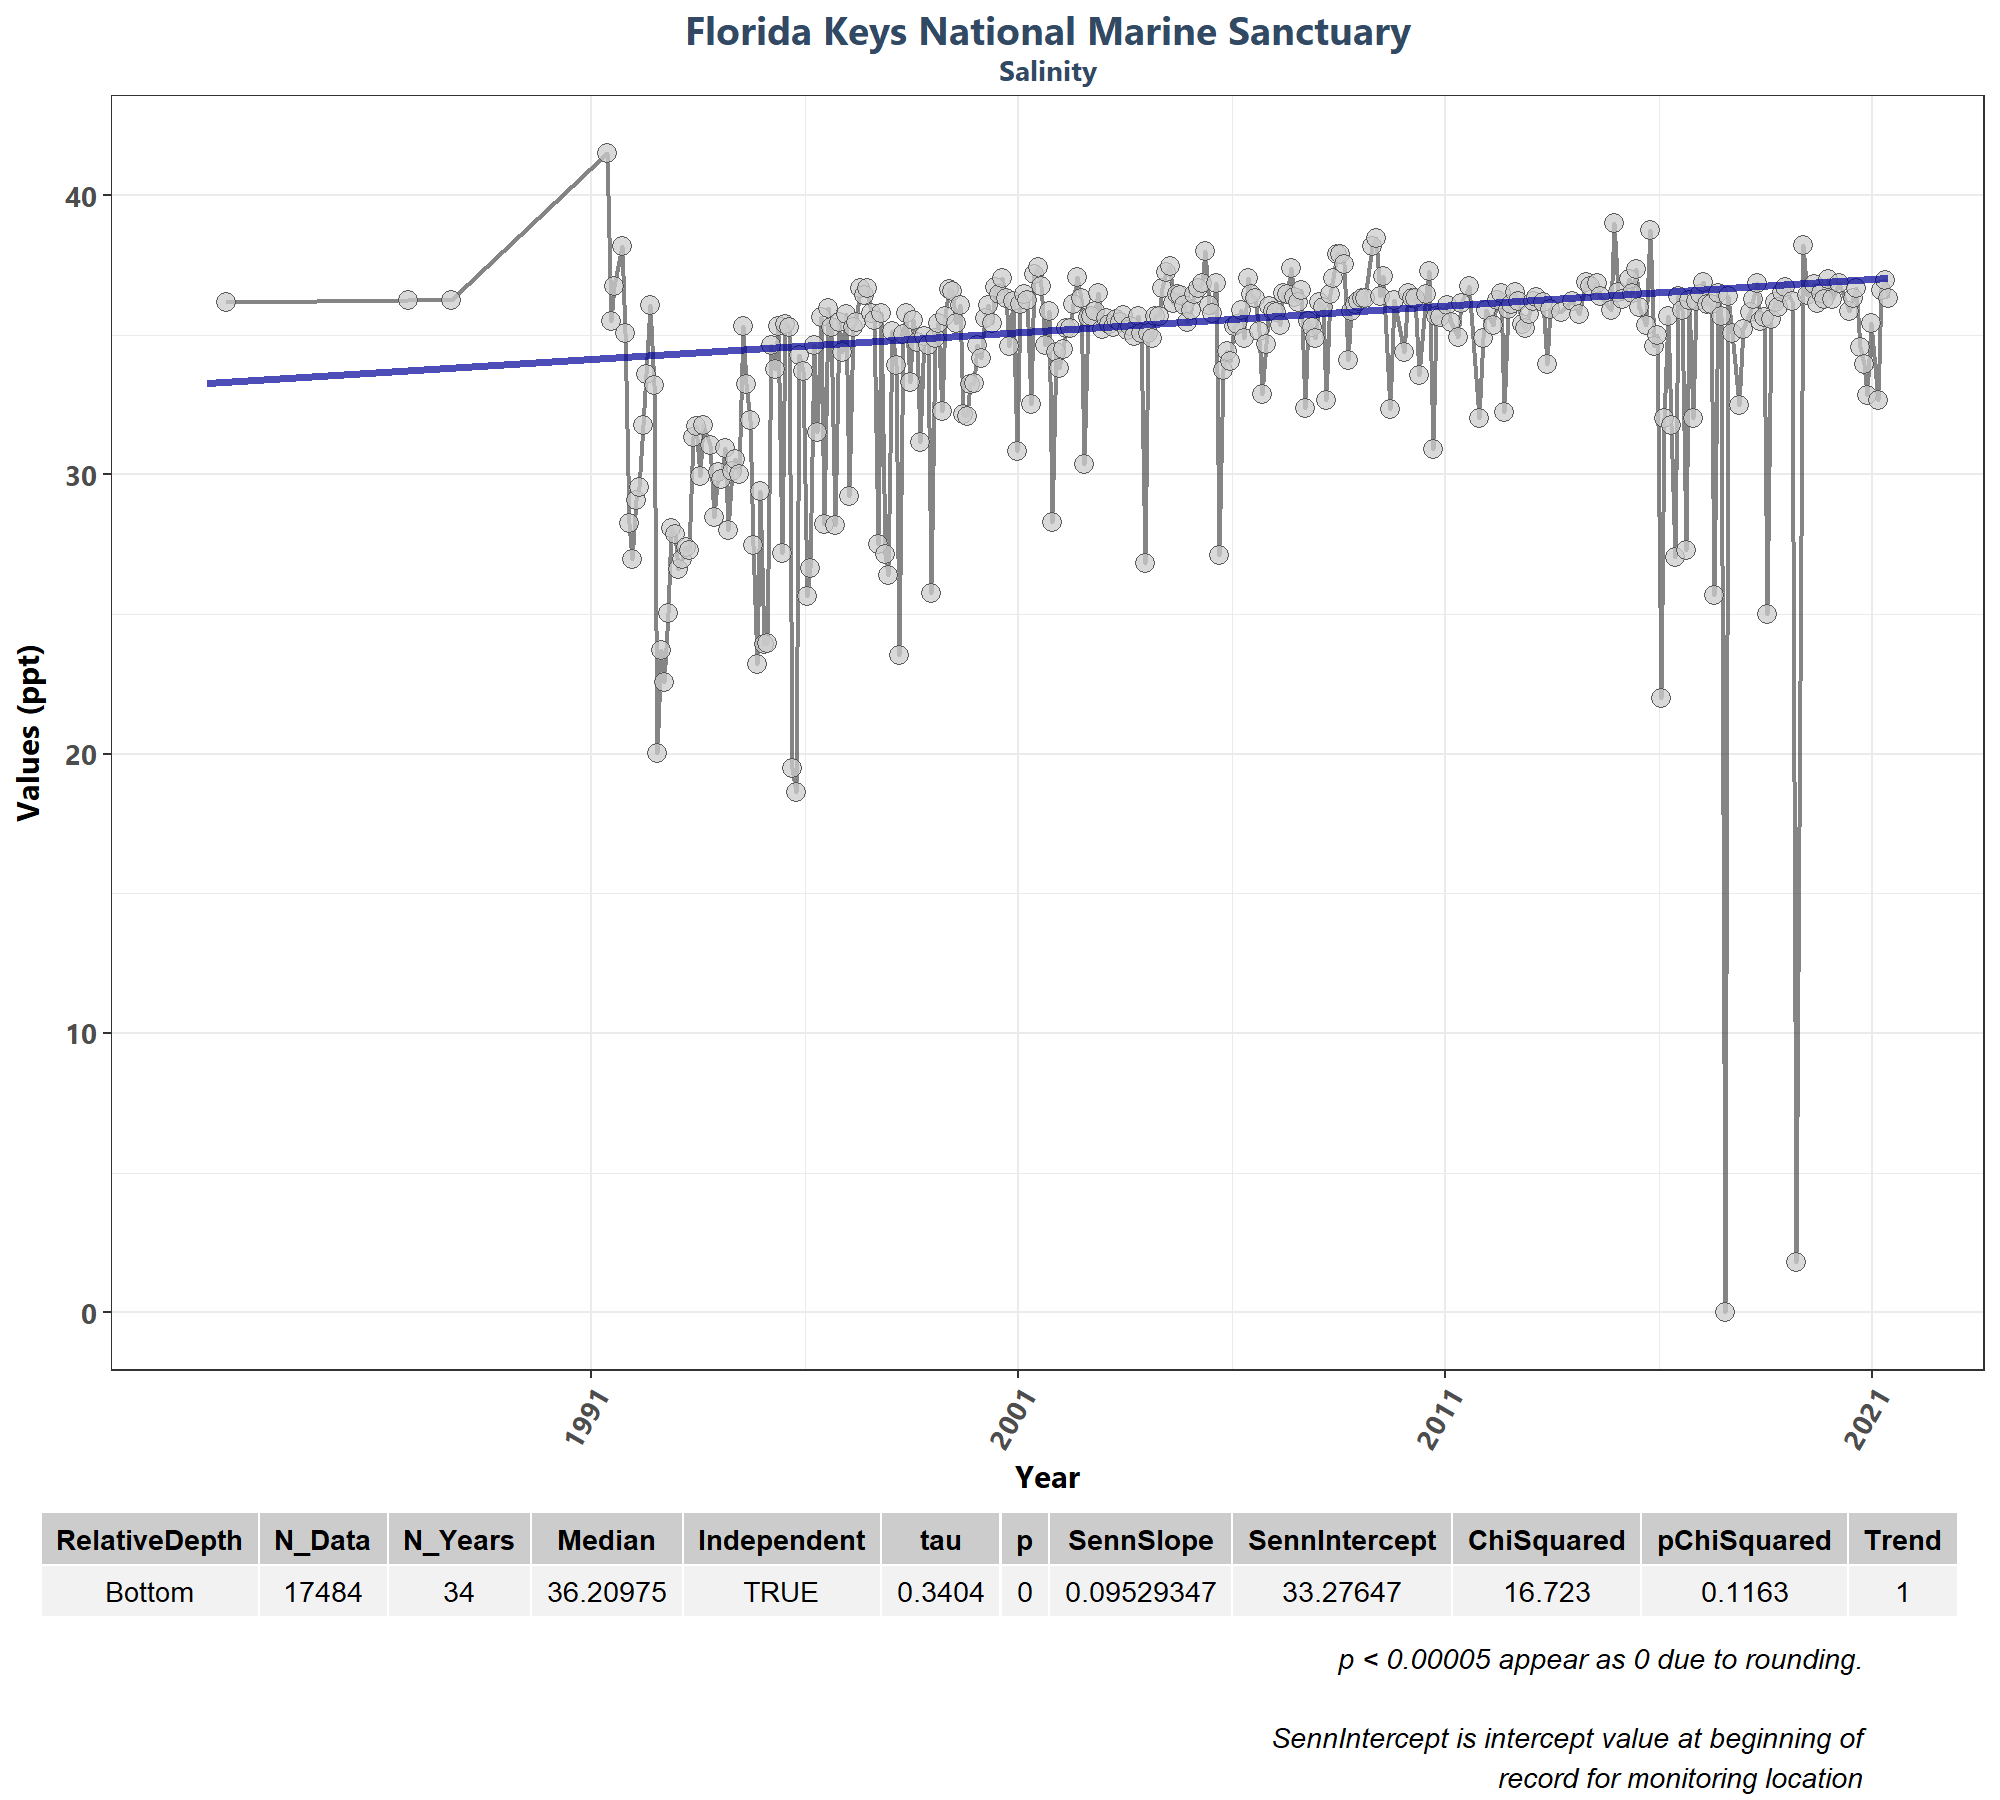 Florida Keys National Marine Sanctuary
Salinity
Values (ppt)
40
30
20
10
0
1991
2001
2011
2021
Year
RelativeDepth N_Data N_Years Median Independent tau p SennSlope SennIntercept ChiSquared pChiSquared Trend
Bottom 17484 34 36.20975 TRUE 0.3404 0 0.09529347 33.27647 16.723 0.1163 1
p < 0.00005 appear as 0 due to rounding.
SennIntercept is intercept value at beginning of
record for monitoring location